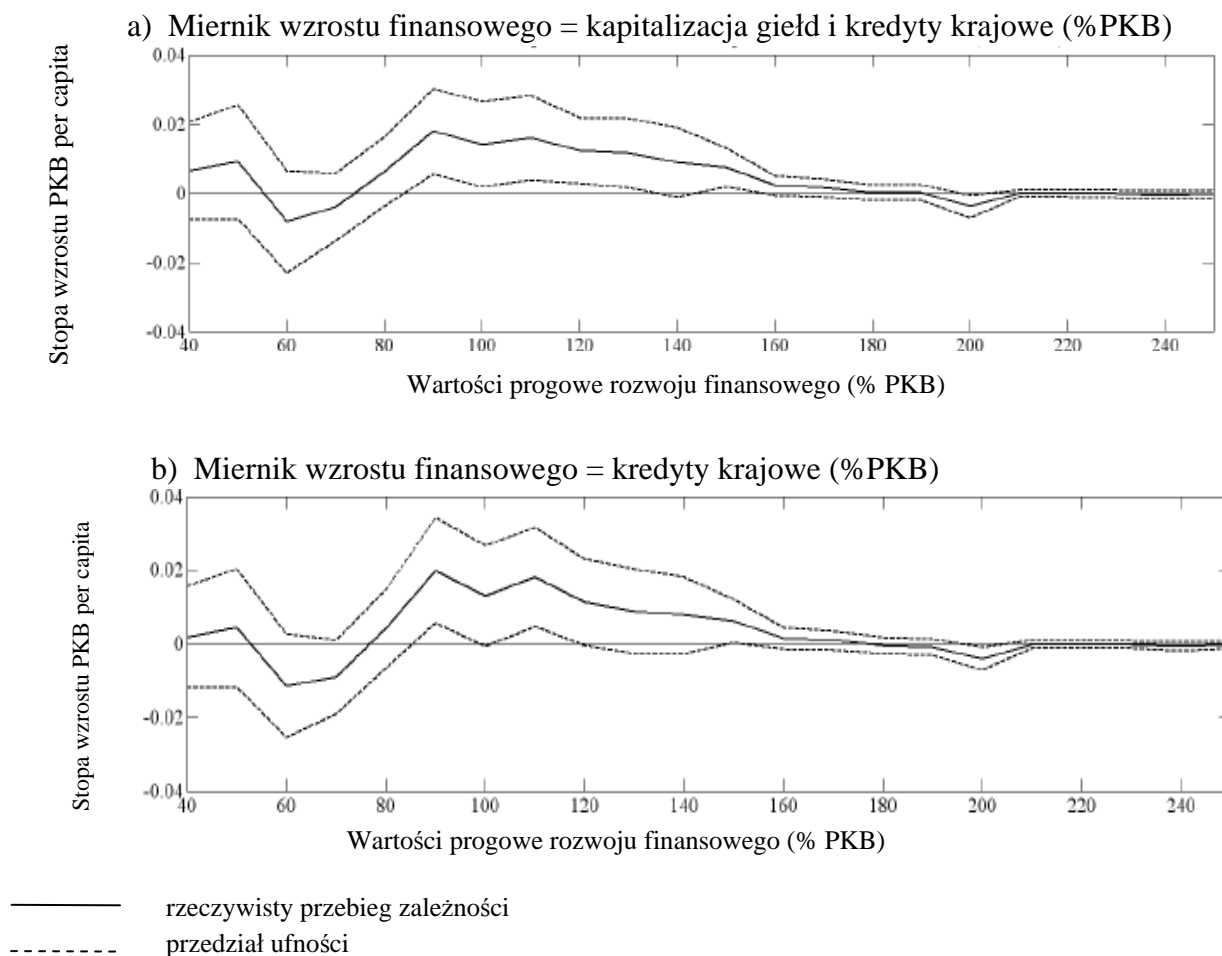 a) Miernik wzrostu finansowego = kapitalizacja giełd i kredyty krajowe (%PKB)
Stopa wzrostu PKB per capita
0.04
0.02
0
-0.02
-0.04
40 60 80 100 120 140 160 180 200 220 240
Wartości progowe rozwoju finansowego (% PKB)
b) Miernik wzrostu finansowego = kredyty krajowe (%PKB)
Stopa wzrostu PKB per capita
0.04
0.02
0
-0.02
-0.04
40 60 80 100 120 140 160 180 200 220 240
Wartości progowe rozwoju finansowego (% PKB)
rzeczywisty przebieg zależności
przedział ufności